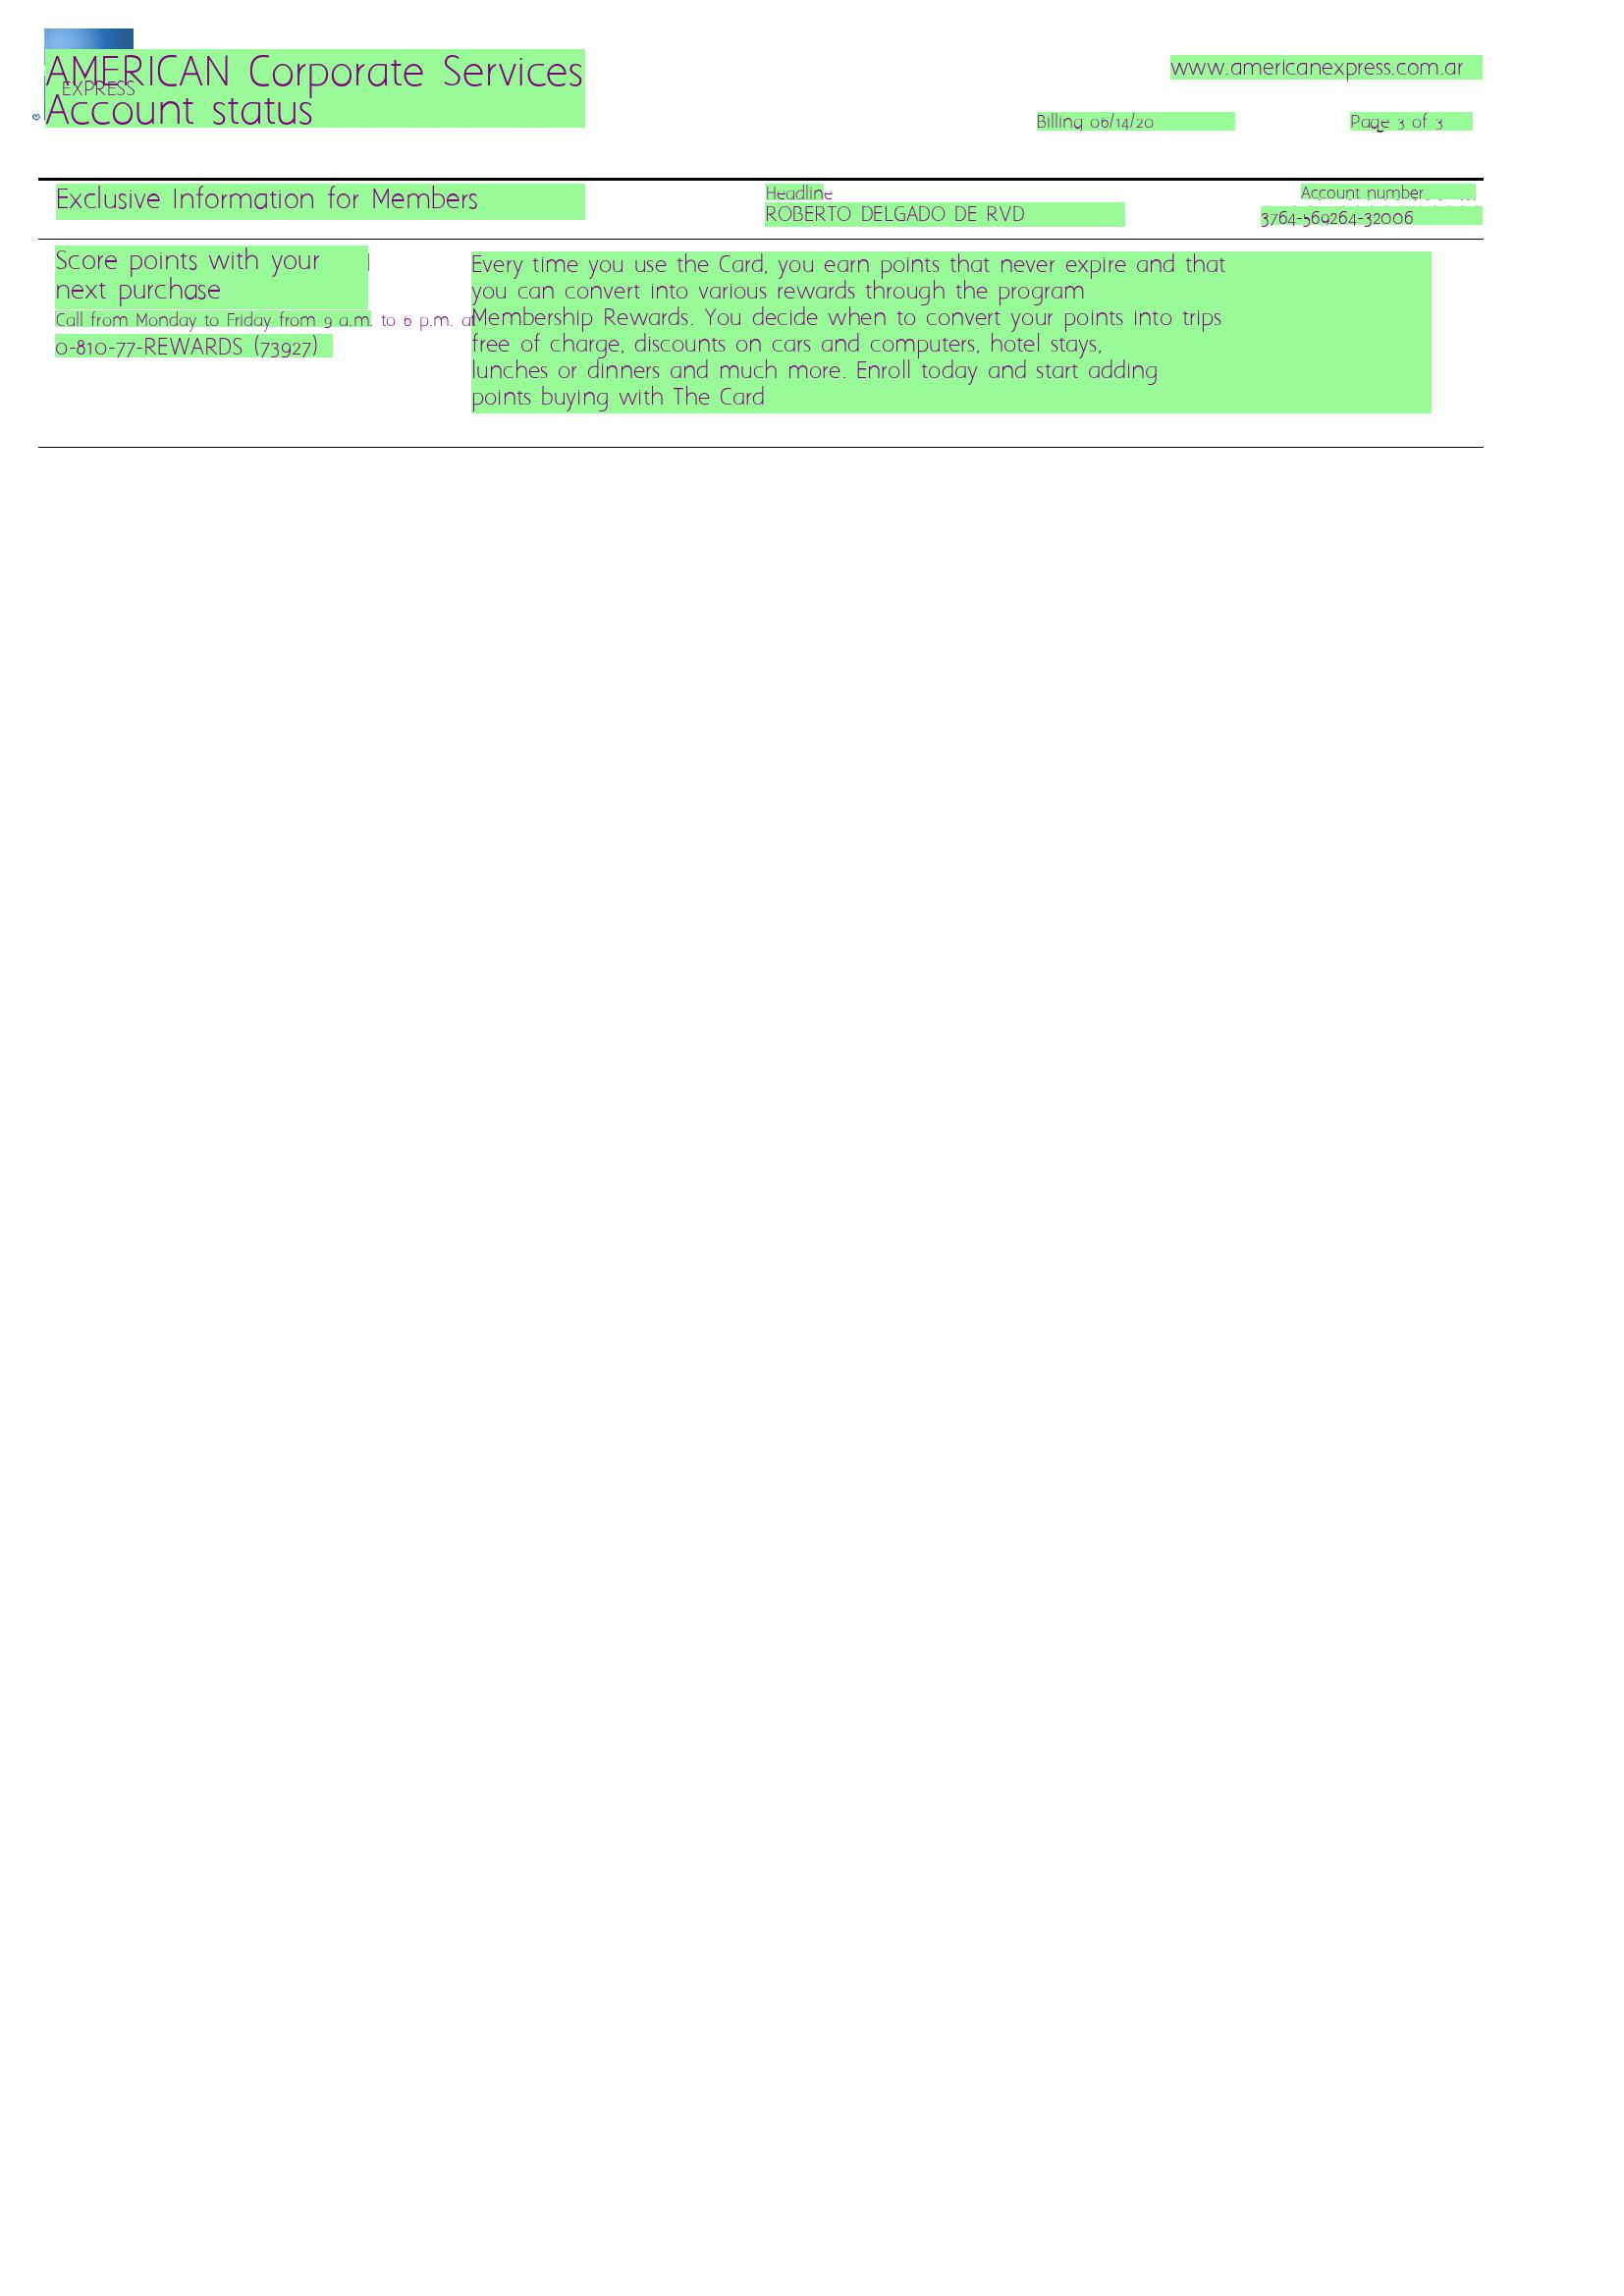 AMERICAN Corporate Services
EXPRESS
Account status
www.americanexpress.com.ar
Billing 06/14/20
Page 3 of 3
Exclusive Information for Members
Headline
ROBERTO DELGADO DE RVD
Account number
3764-569264-32006
Score points with your
next purchase
Call from Monday to Friday from 9 a.m. to 6 p.m. at
0-810-77-REWARDS (73927)
Every time you use the Card, you earn points that never expire and that
you can convert into various rewards through the program
Membership Rewards. You decide when to convert your points into trips
free of charge, discounts on cars and computers, hotel stays,
lunches or dinners and much more. Enroll today and start adding
points buying with The Card